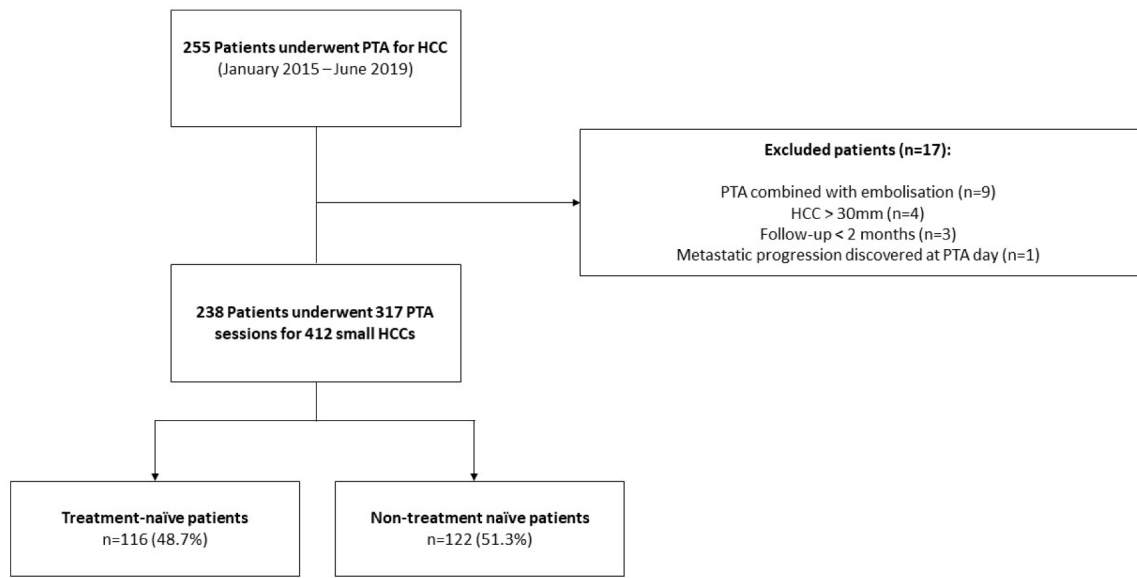 255 Patients underwent PTA for HCC
(January 2015 – June 2019)
Excluded patients (n=17):
PTA combined with embolisation (n=9)
HCC > 30mm (n=4)
Follow-up < 2 months (n=3)
Metastatic progression discovered at PTA day (n=1)
238 Patients underwent 317 PTA
sessions for 412 small HCCs
Treatment-naïve patients
n=116 (48.7%)
Non-treatment naïve patients
n=122 (51.3%)